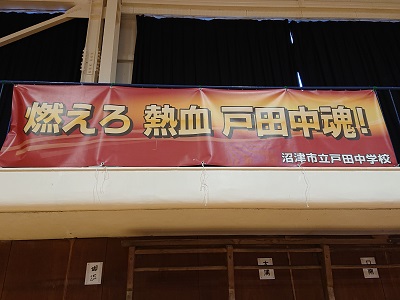 燃えろ 熱血 戸田中魂!
沼津市立戸田中学校